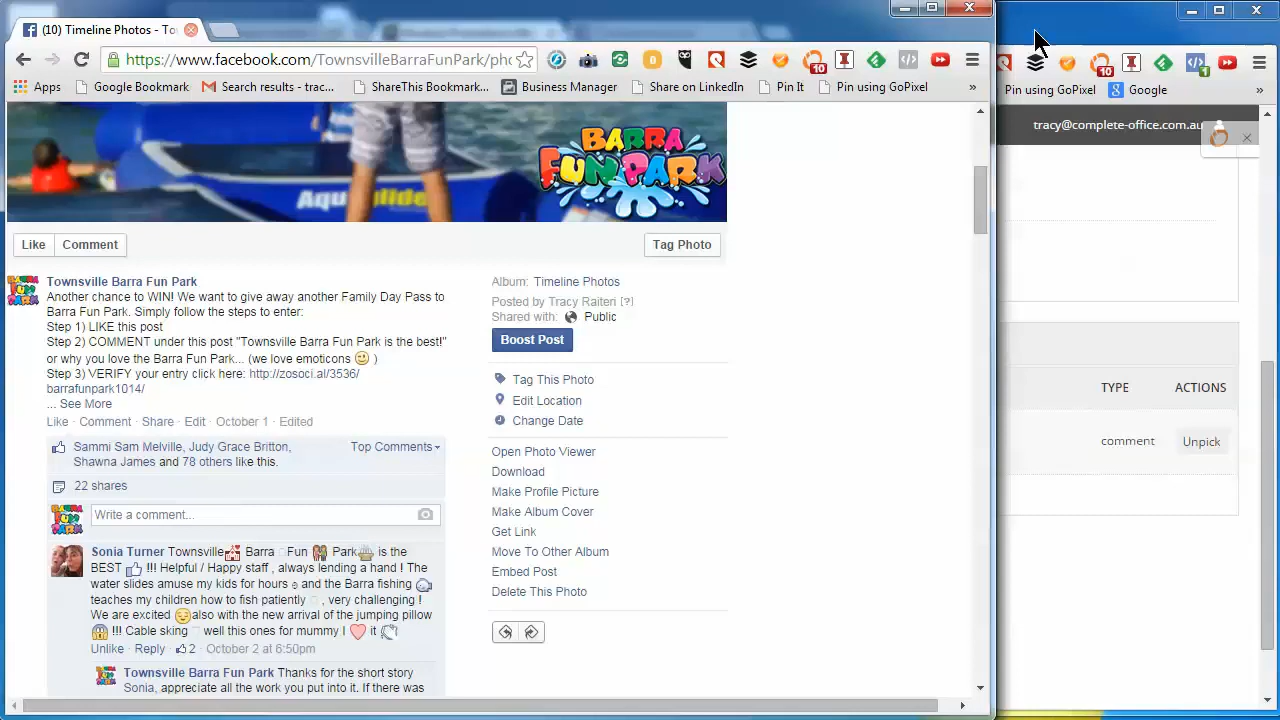 (10) Timeline Photos - To
https://www.facebook.com/TownsvilleBarraFunPark/pho
10
10
1
Apps
Google Bookmark
Search results - trac...
ShareThis Bookmark...
Business Manager
Share on LinkedIn
Pin It
Pin using GoPixel
»
Pin using GoPixel
Google
»
tracy@complete-office.com.au
BARRA
FUN PARK
Aquaglide
Like
Comment
Tag Photo
Townsville Barra Fun Park
Another chance to WIN! We want to give away another Family Day Pass to
Barra Fun Park. Simply follow the steps to enter:
Step 1) LIKE this post
Step 2) COMMENT under this post "Townsville Barra Fun Park is the best!"
or why you love the Barra Fun Park... (we love emoticons )
Step 3) VERIFY your entry click here: http://zosoci.al/3536/
barrafunpark1014/
... See More
Like · Comment · Share · Edit · October 1 · Edited
Sammi Sam Melville, Judy Grace Britton,
Shawna James and 78 others like this.
Top Comments
22 shares
Write a comment...
Sonia Turner Townsville Barra Fun Park is the
BEST !!! Helpful / Happy staff , always lending a hand ! The
water slides amuse my kids for hours and the Barra fishing
teaches my children how to fish patiently , very challenging !
We are excited also with the new arrival of the jumping pillow
!!! Cable sking well this ones for mummy I it !
Unlike · Reply · 2 · October 2 at 6:50pm
Townsville Barra Fun Park Thanks for the short story
Sonia, appreciate all the work you put into it. If there was
Album: Timeline Photos
Posted by Tracy Raiteri [?]
Shared with: Public
Boost Post
Tag This Photo
Edit Location
Change Date
Open Photo Viewer
Download
Make Profile Picture
Make Album Cover
Get Link
Move To Other Album
Embed Post
Delete This Photo
TYPE
ACTIONS
comment
Unpick